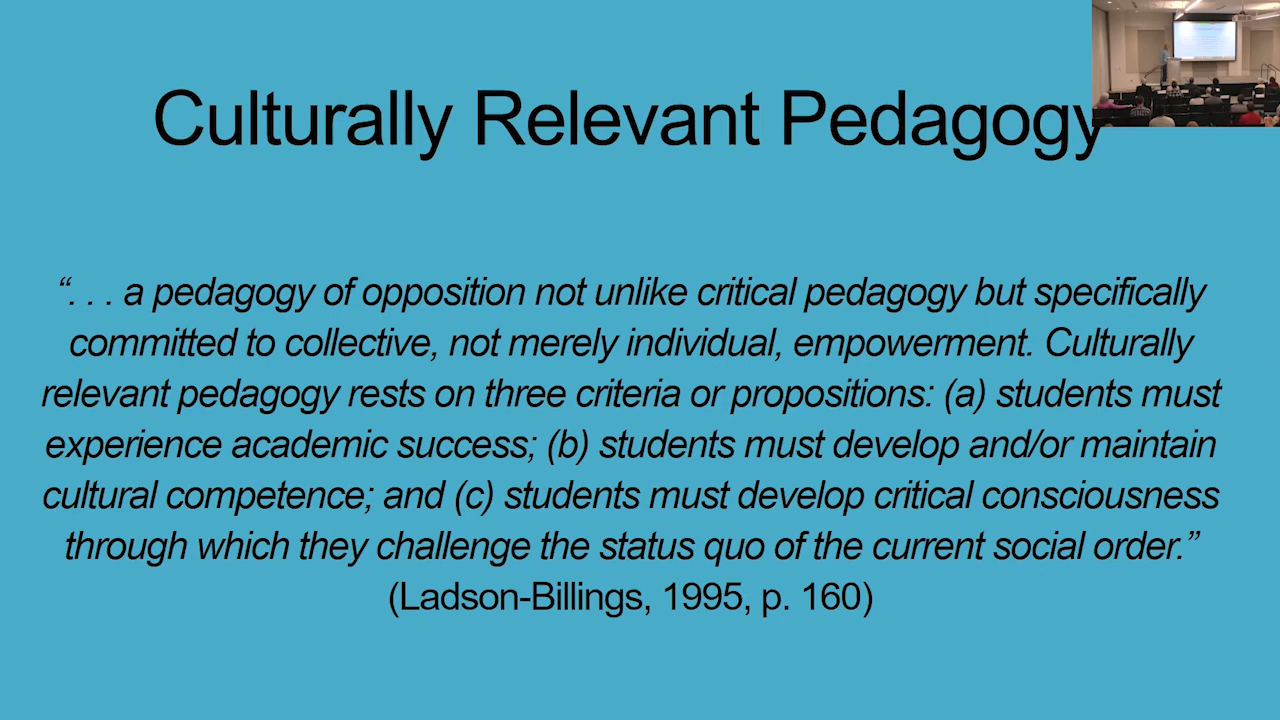 Culturally Relevant Pedagogy
“. . . a pedagogy of opposition not unlike critical pedagogy but specifically
committed to collective, not merely individual, empowerment. Culturally
relevant pedagogy rests on three criteria or propositions: (a) students must
experience academic success; (b) students must develop and/or maintain
cultural competence; and (c) students must develop critical consciousness
through which they challenge the status quo of the current social order.”
(Ladson-Billings, 1995, p. 160)